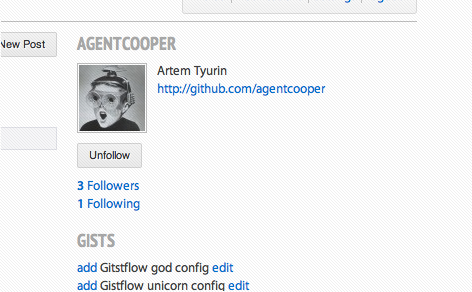 New Post
AGENTCOOPER
Artem Tyurin
http://github.com/agentcooper
Unfollow
3 Followers
1 Following
GISTS
add Gitstflow god config edit
add Gistflow unicorn config edit